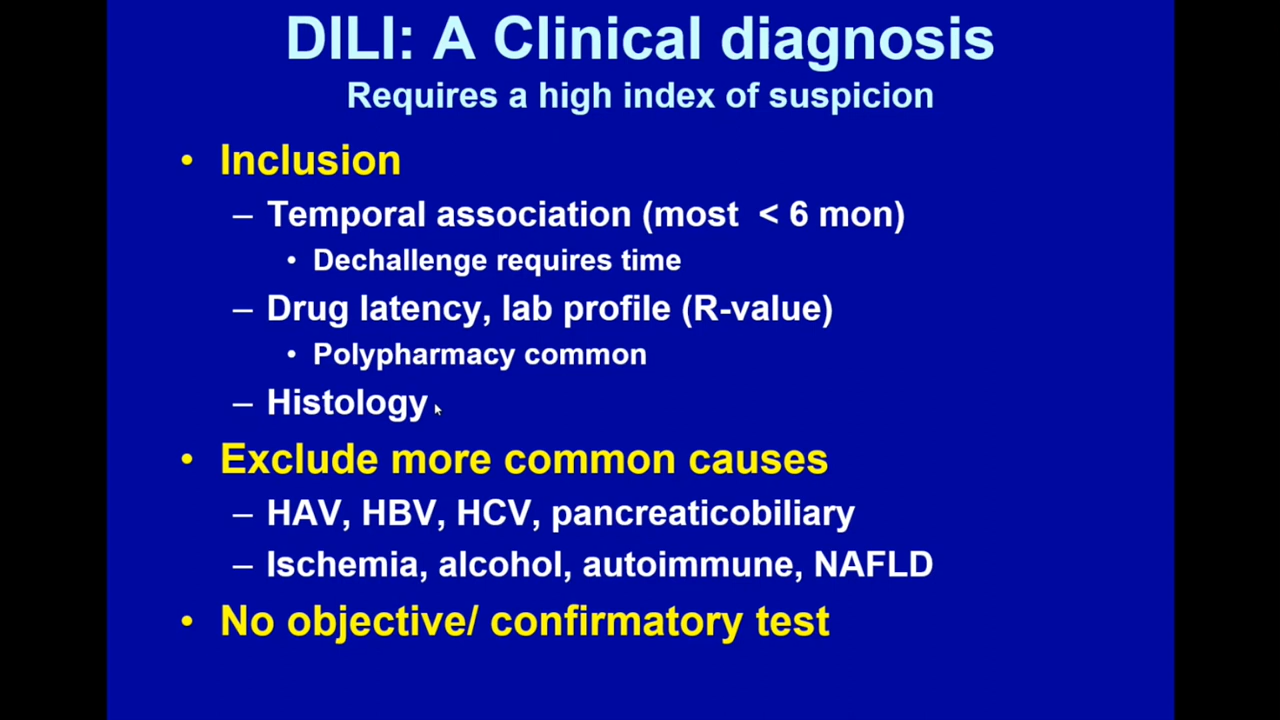 DILI: A Clinical diagnosis
Requires a high index of suspicion
• Inclusion
– Temporal association (most < 6 mon)
• Dechallenge requires time
– Drug latency, lab profile (R-value)
• Polypharmacy common
– Histology
• Exclude more common causes
– HAV, HBV, HCV, pancreaticobiliary
– Ischemia, alcohol, autoimmune, NAFLD
• No objective/ confirmatory test